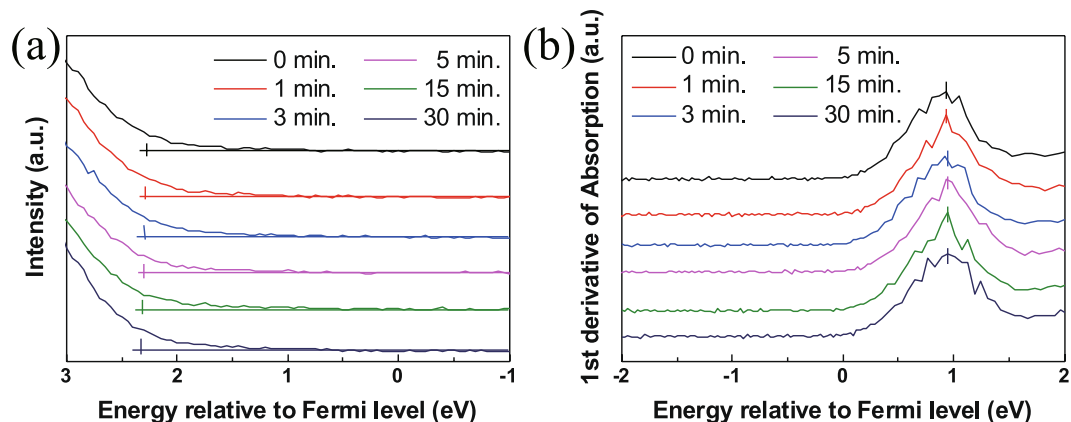 (a)
Intensity (a.u.)
0 min.
1 min.
3 min.
5 min.
15 min.
30 min.
3
2
1
0
-1
Energy relative to Fermi level (eV)
(b)
1st derivative of Absorption (a.u.)
0 min.
1 min.
3 min.
5 min.
15 min.
30 min.
-2
-1
0
1
2
Energy relative to Fermi level (eV)